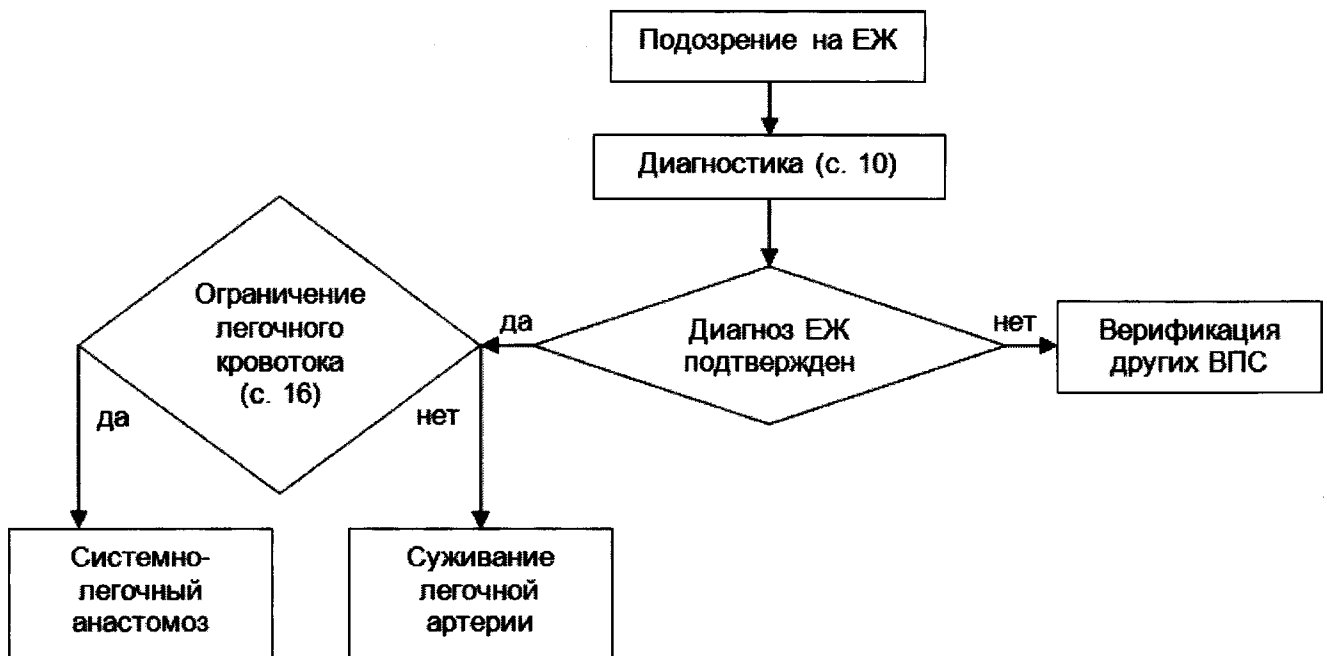 Подозрение на ЕЖ
Диагностика (с. 10)
Диагноз ЕЖ
подтвержден
да
нет
Верификация
других ВПС
Ограничение
легочного
кровотока
(с. 16)
да
нет
Системно-
легочный
анастомоз
Суживание
легочной
артерии